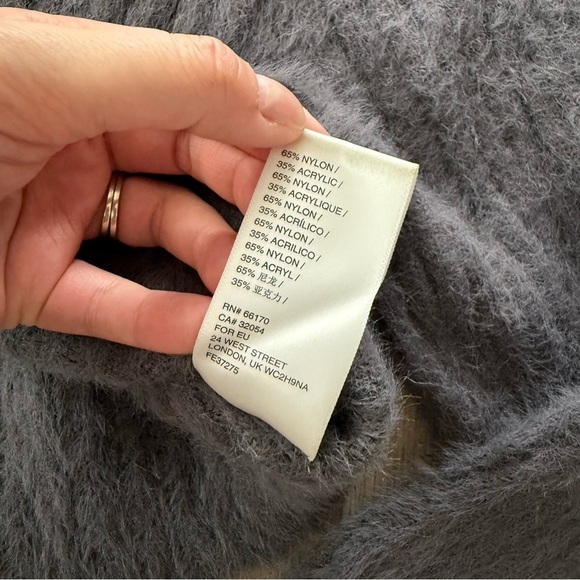 65% NYLON /
35% ACRYLIC /
65% NYLON /
35% ACRYLIQUE /
65% NYLON /
35% ACRÍLICO /
65% NYLON /
35% ACRILICO /
65% NYLON /
35% ACRYL /
65% 尼龙 /
35% 亚克力 /
RN# 66170
CA# 32054
FOR EU
24 WEST STREET
LONDON, UK WC2H9NA
FE37275